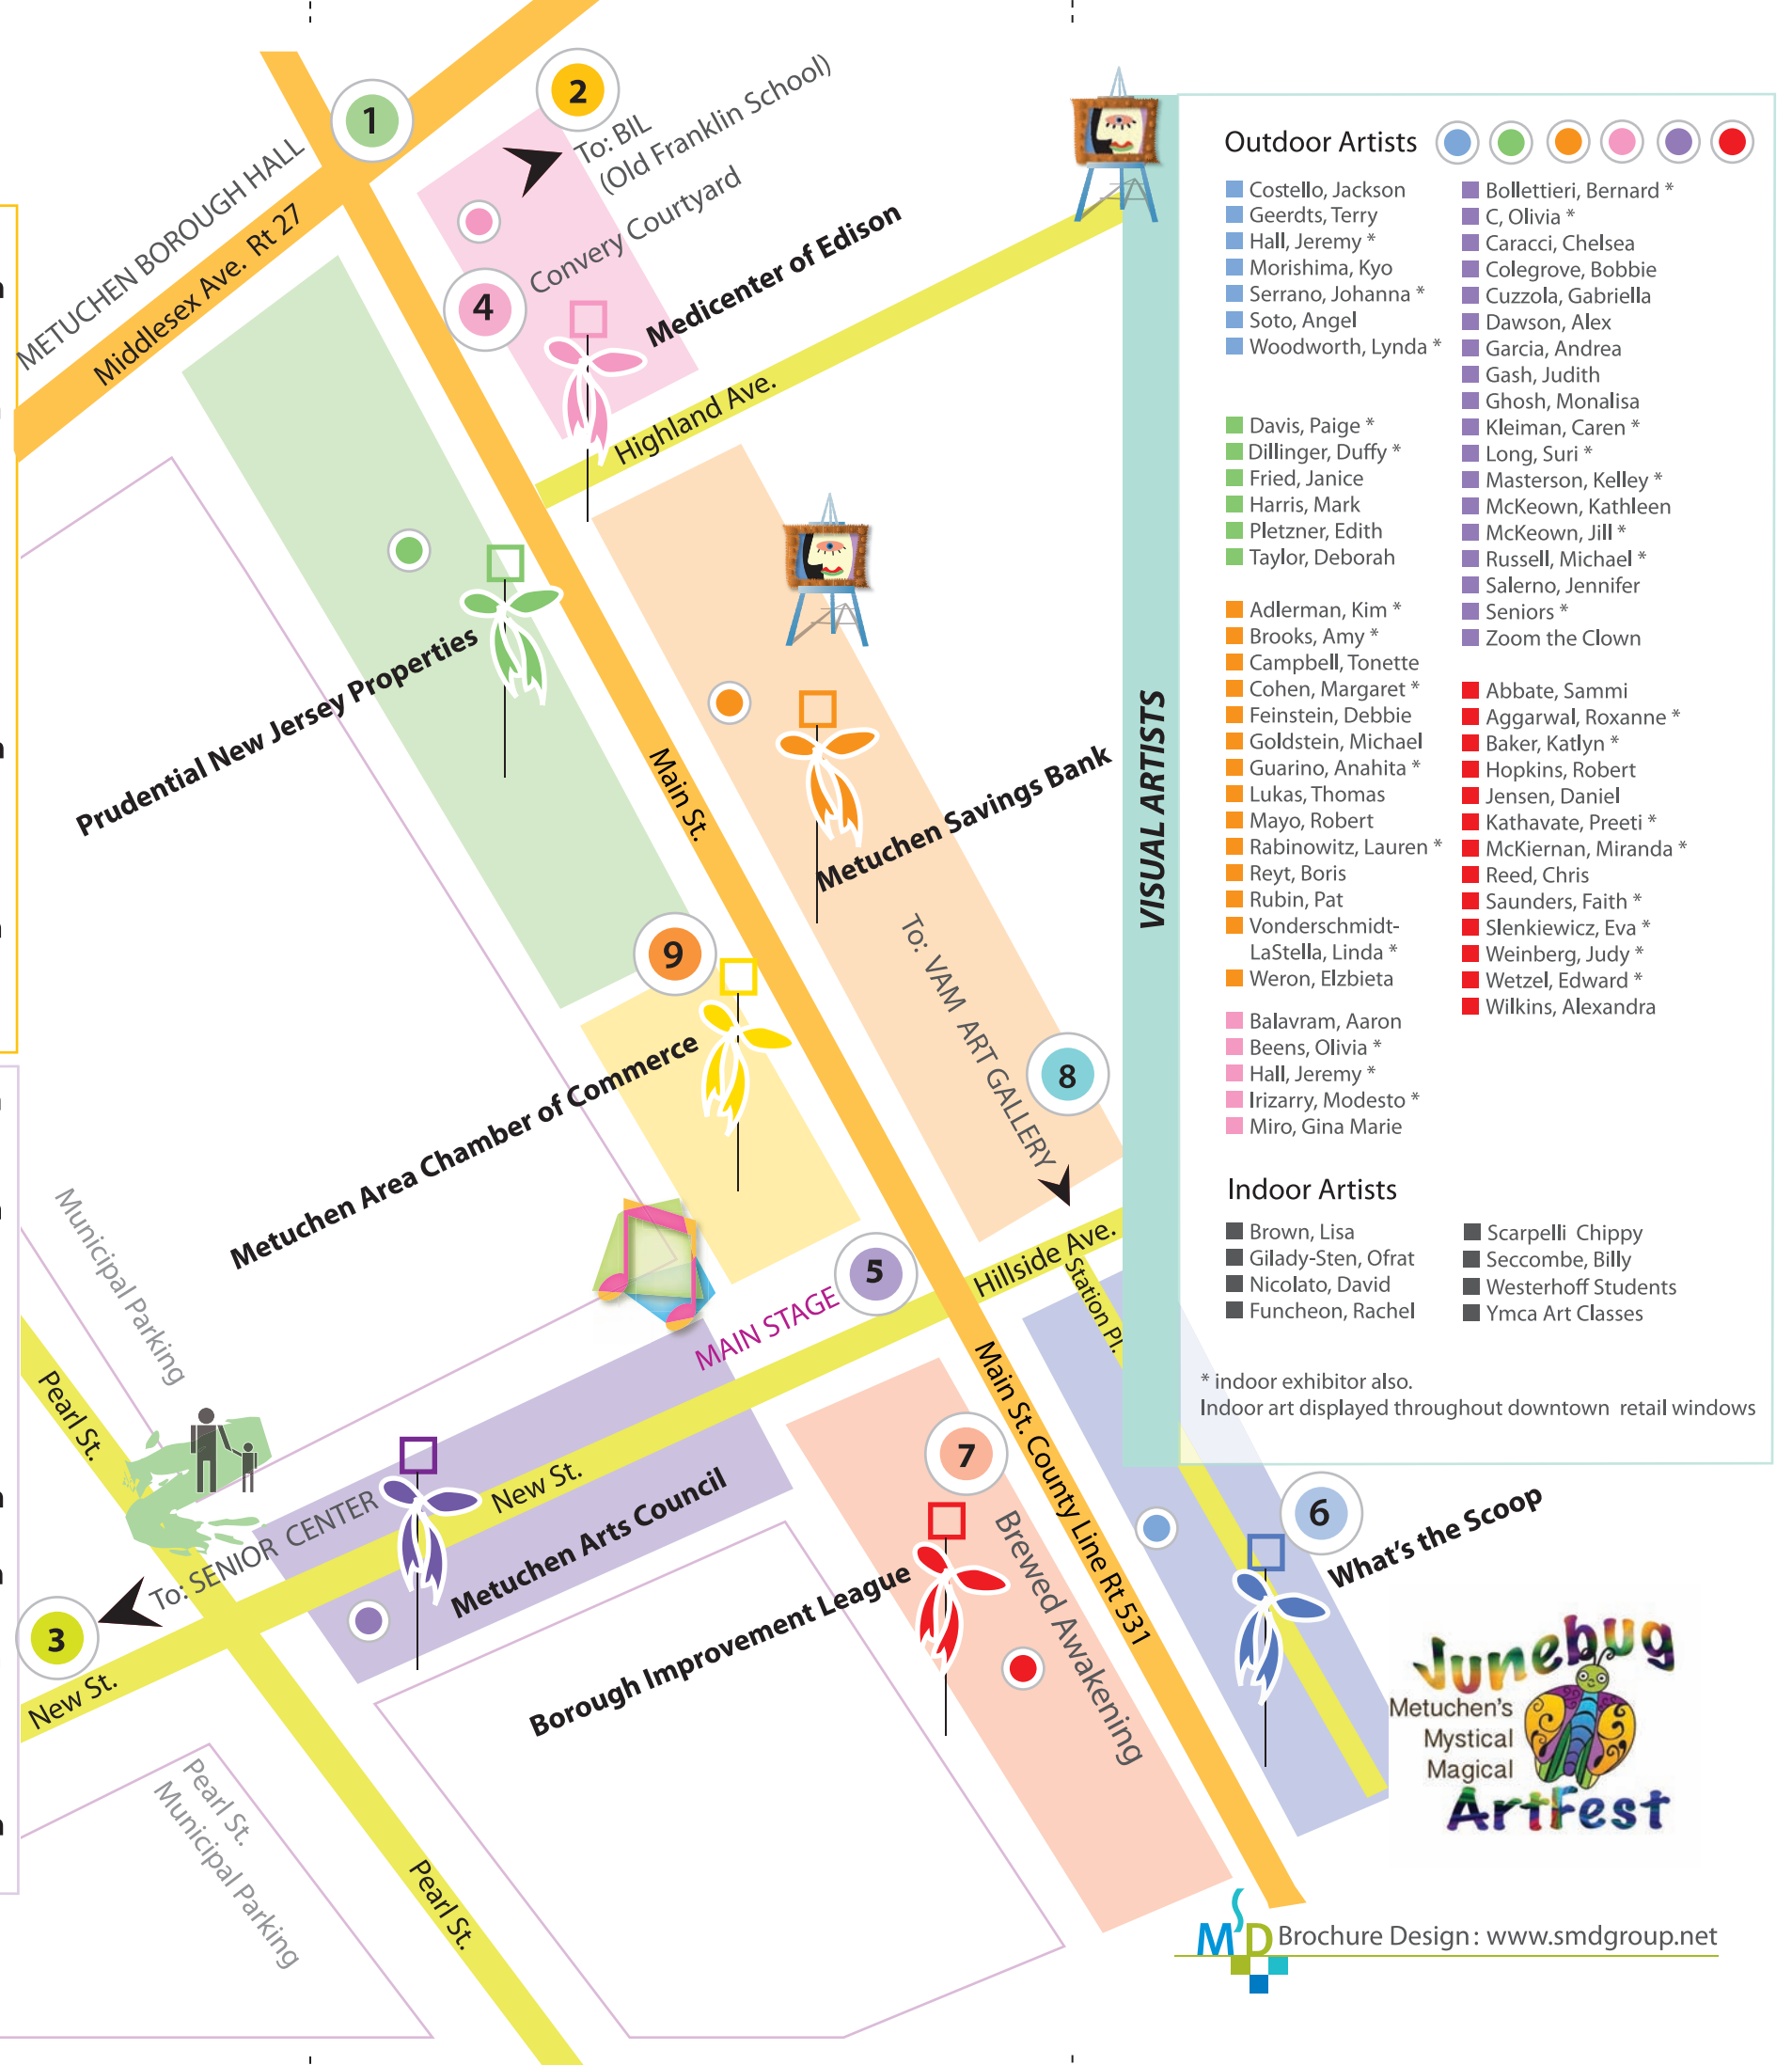 1
2
To: BIL
(Old Franklin School)
METUCHEN BOROUGH HALL
Middlesex Ave. Rt 27
Convery Courtyard
4
Medicenter of Edison
Highland Ave.
Prudential New Jersey Properties
Main St.
Metuchen Savings Bank
9
To: VAM ART GALLERY
8
Metuchen Area Chamber of Commerce
Municipal Parking
MAIN STAGE
5
Hillside Ave.
Station Pl.
Pearl St.
To: SENIOR CENTER
3
New St.
New St.
Metuchen Arts Council
7
Main St. County Line Rt 531
Brewed Awakening
Borough Improvement League
6
What's the Scoop
Pearl St.
Municipal Parking
Pearl St.
VISUAL ARTISTS
Outdoor Artists
Costello, Jackson
Geerdts, Terry
Hall, Jeremy *
Morishima, Kyo
Serrano, Johanna *
Soto, Angel
Woodworth, Lynda *
Davis, Paige *
Dillinger, Duffy *
Fried, Janice
Harris, Mark
Pletzner, Edith
Taylor, Deborah
Adlerman, Kim *
Brooks, Amy *
Campbell, Tonette
Cohen, Margaret *
Feinstein, Debbie
Goldstein, Michael
Guarino, Anahita *
Lukas, Thomas
Mayo, Robert
Rabinowitz, Lauren *
Reyt, Boris
Rubin, Pat
Vonderschmidt-
LaStella, Linda *
Weron, Elzbieta
Balavram, Aaron
Beens, Olivia *
Hall, Jeremy *
Irizarry, Modesto *
Miro, Gina Marie
Bollettieri, Bernard *
C, Olivia *
Caracci, Chelsea
Colegrove, Bobbie
Cuzzola, Gabriella
Dawson, Alex
Garcia, Andrea
Gash, Judith
Ghosh, Monalisa
Kleiman, Caren *
Long, Suri *
Masterson, Kelley *
McKeown, Kathleen
McKeown, Jill *
Russell, Michael *
Salerno, Jennifer
Seniors *
Zoom the Clown
Abbate, Sammi
Aggarwal, Roxanne *
Baker, Katlyn *
Hopkins, Robert
Jensen, Daniel
Kathavate, Preeti *
McKiernan, Miranda *
Reed, Chris
Saunders, Faith *
Slenkiewicz, Eva *
Weinberg, Judy *
Wetzel, Edward *
Wilkins, Alexandra
Indoor Artists
Brown, Lisa
Gilady-Sten, Ofrat
Nicolato, David
Funcheon, Rachel
Scarpelli Chippy
Seccombe, Billy
Westerhoff Students
Ymca Art Classes
* indoor exhibitor also.
Indoor art displayed throughout downtown retail windows
Junebug
Metuchen's
Mystical
Magical
ArtFest
MSD
Brochure Design: www.smdgroup.net